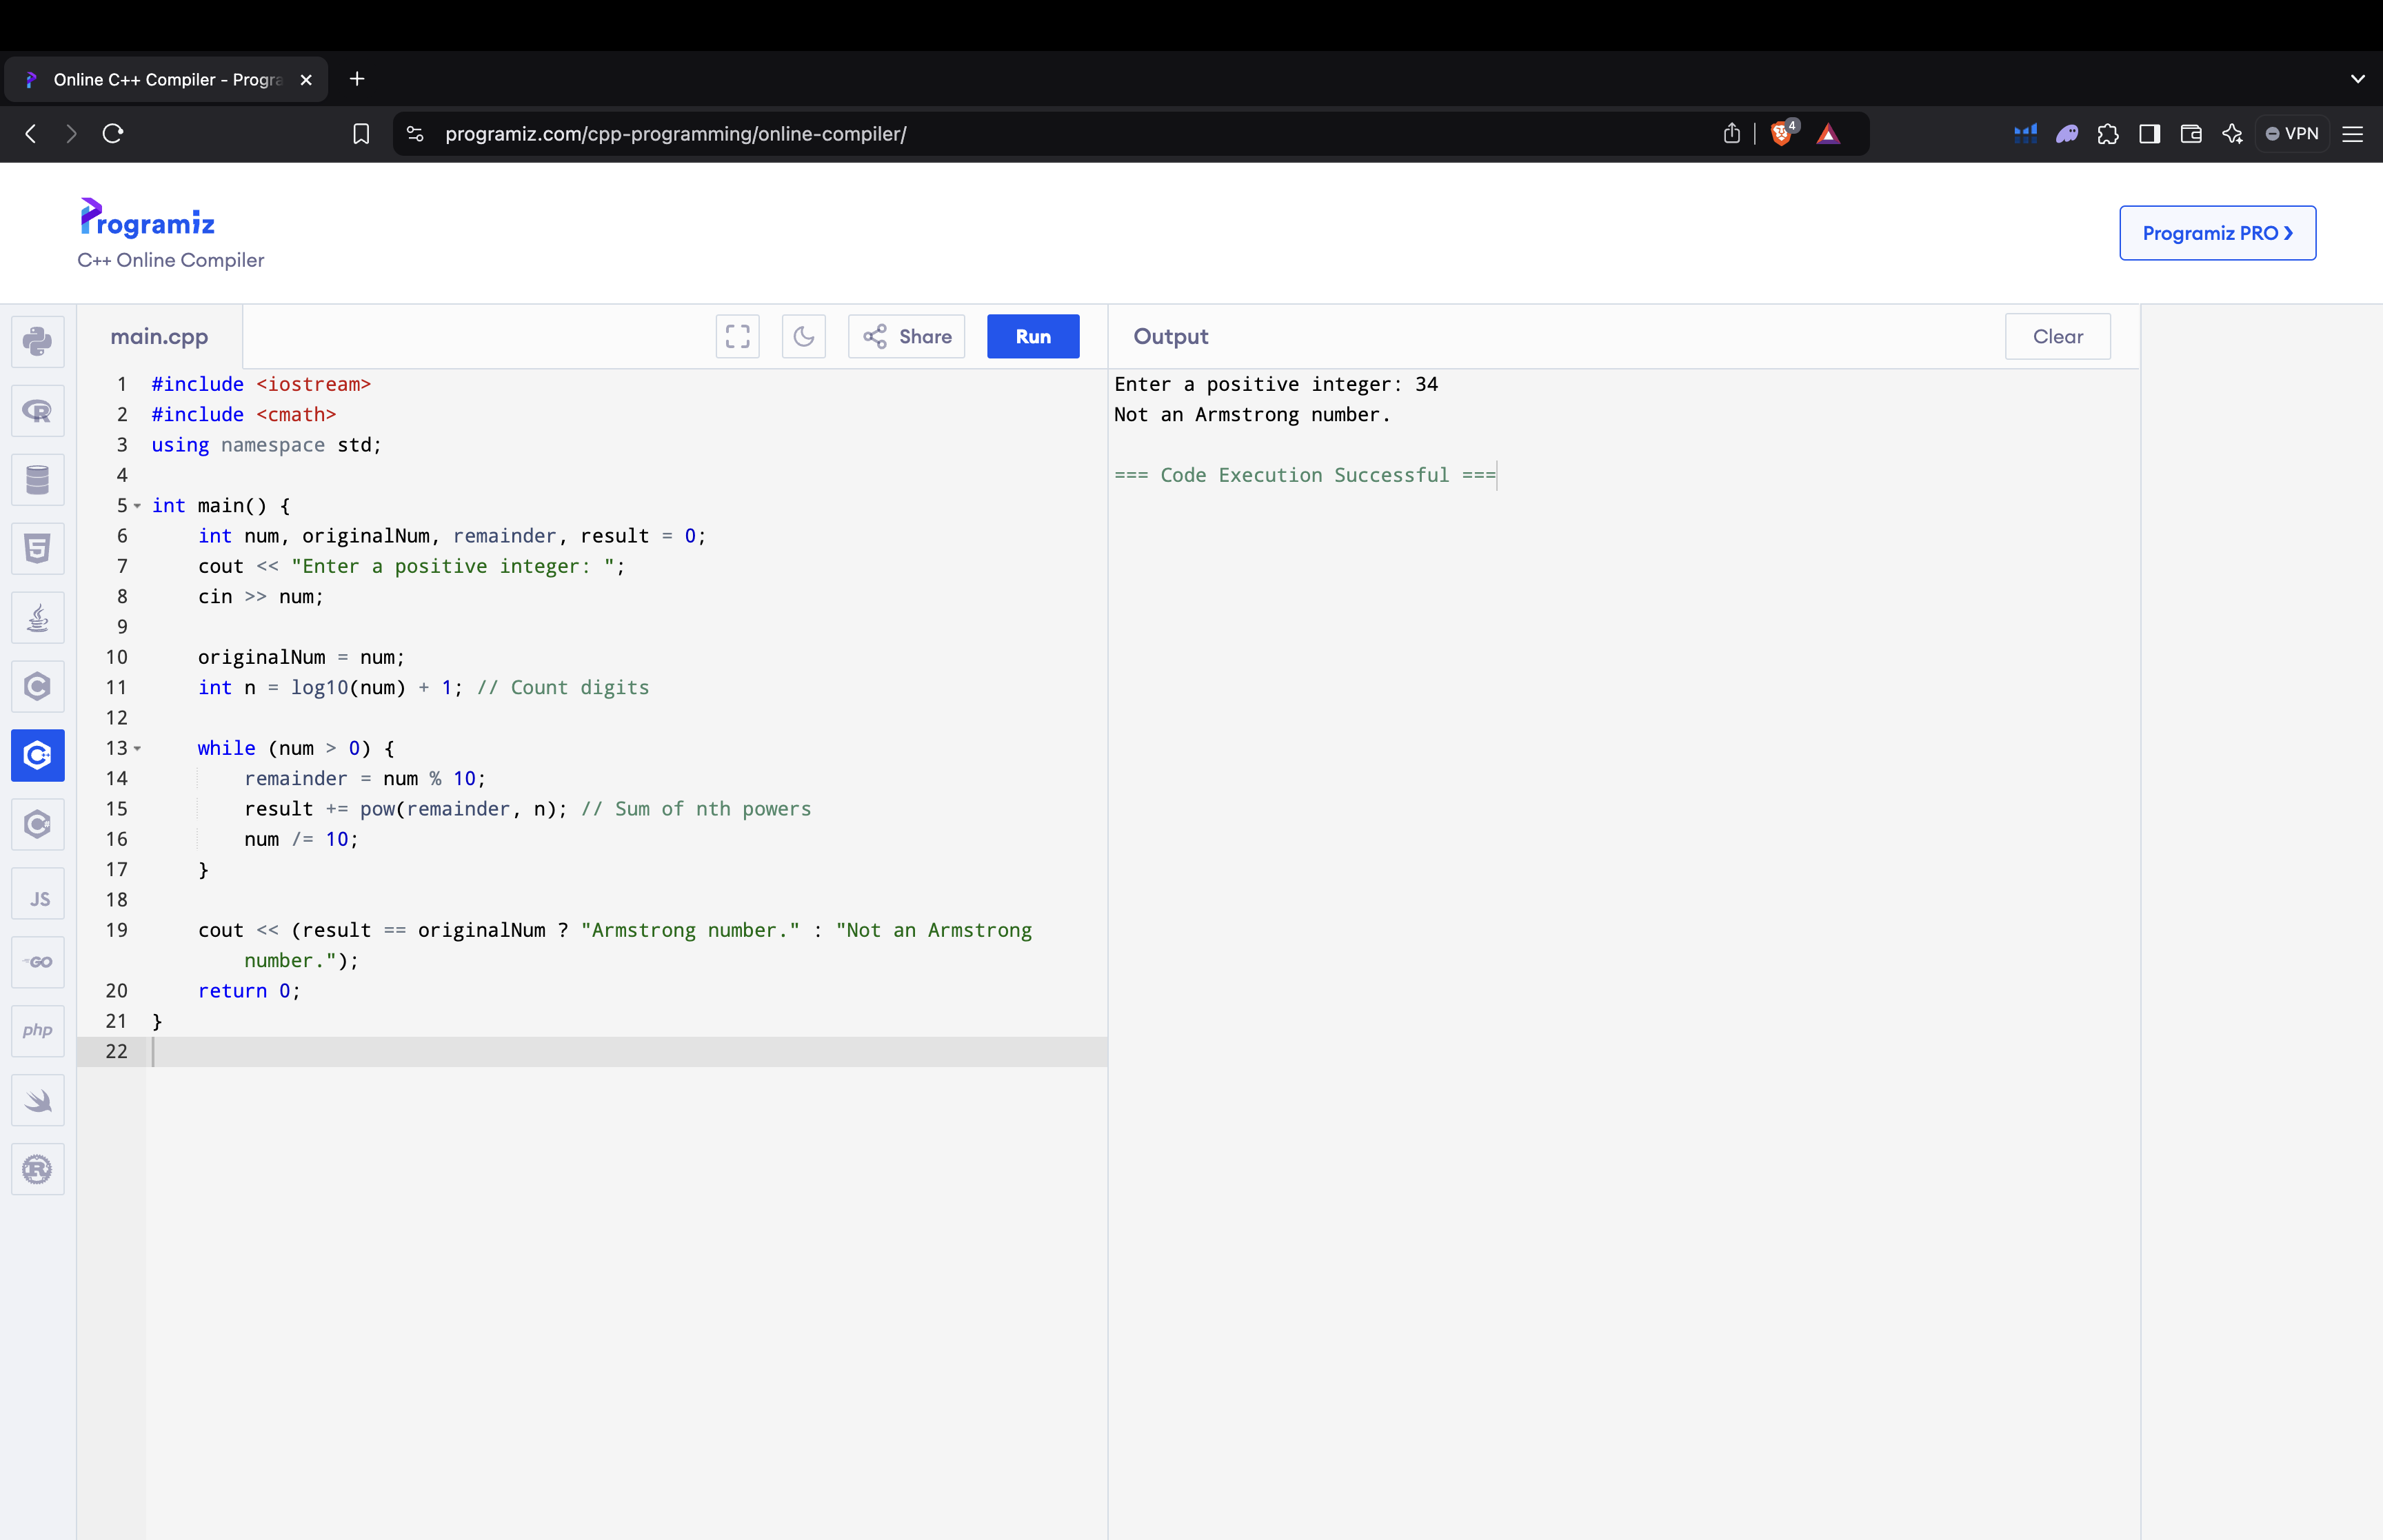 Online C++ Compiler - Progra
programiz.com/cpp-programming/online-compiler/
4
VPN
Programiz
C++ Online Compiler
Programiz PRO ❯
main.cpp
Share
Run
Output
Clear
1 #include <iostream>
2 #include <cmath>
3 using namespace std;
4
5 int main() {
6 int num, originalNum, remainder, result = 0;
7 cout << "Enter a positive integer: ";
8 cin >> num;
9
10 originalNum = num;
11 int n = log10(num) + 1; // Count digits
12
13 while (num > 0) {
14 remainder = num % 10;
15 result += pow(remainder, n); // Sum of nth powers
16 num /= 10;
17 }
18
19 cout << (result == originalNum ? "Armstrong number." : "Not an Armstrong
number.");
20 return 0;
21 }
22
Enter a positive integer: 34
Not an Armstrong number.
=== Code Execution Successful ===
R
5
C
C++
C#
JS
GO
php
R